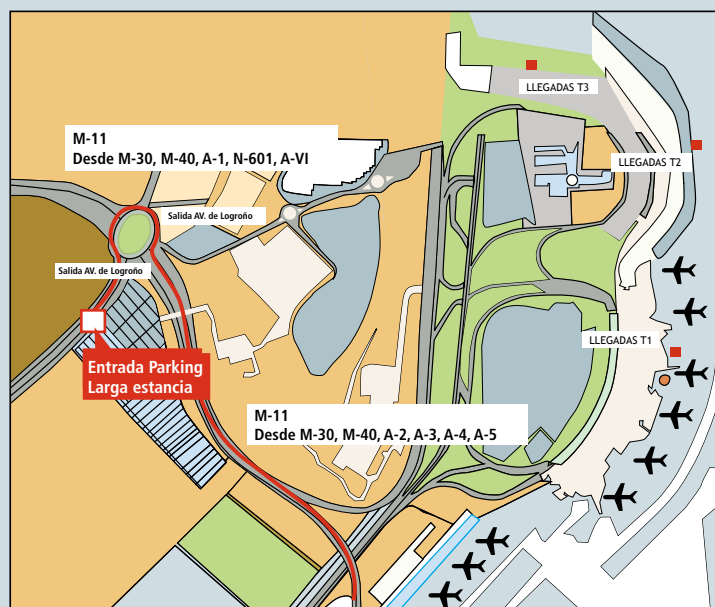 LLEGADAS T3
M-11
Desde M-30, M-40, A-1, N-601, A-VI
LLEGADAS T2
Salida AV. de Logroño
Salida AV. de Logroño
LLEGADAS T1
Entrada Parking
Larga estancia
M-11
Desde M-30, M-40, A-2, A-3, A-4, A-5